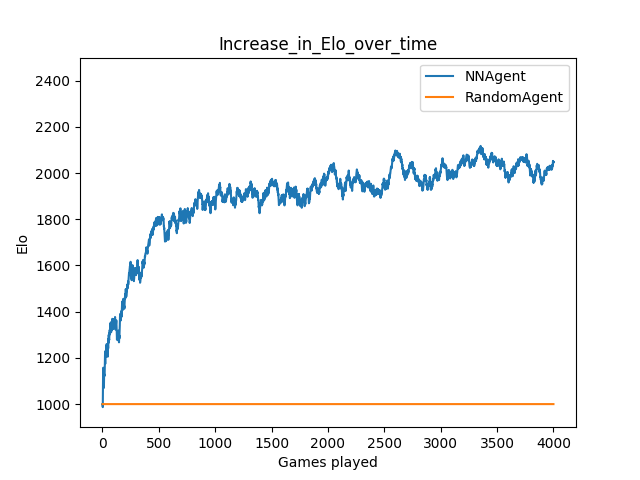 Increase_in_Elo_over_time
NNAgent
RandomAgent
Elo
2400
2200
2000
1800
1600
1400
1200
1000
0 500 1000 1500 2000 2500 3000 3500 4000
Games played